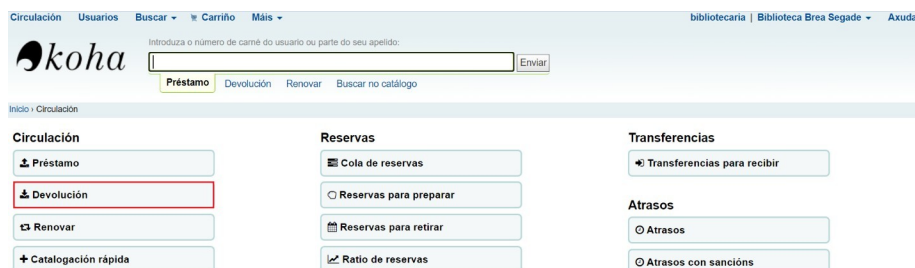 Circulación Usuarios Buscar Carriño Máis bibliotecaria | Biblioteca Brea Segade Axuda
koha
Introduza o número de carné do usuario ou parte do seu apelido:
Enviar
Préstamo Devolución Renovar Buscar no catálogo
Inicio › Circulación
Circulación
Préstamo
Devolución
Renovar
Catalogación rápida
Reservas
Cola de reservas
Reservas para preparar
Reservas para retirar
Ratio de reservas
Transferencias
Transferencias para recibir
Atrasos
Atrasos
Atrasos con sancións